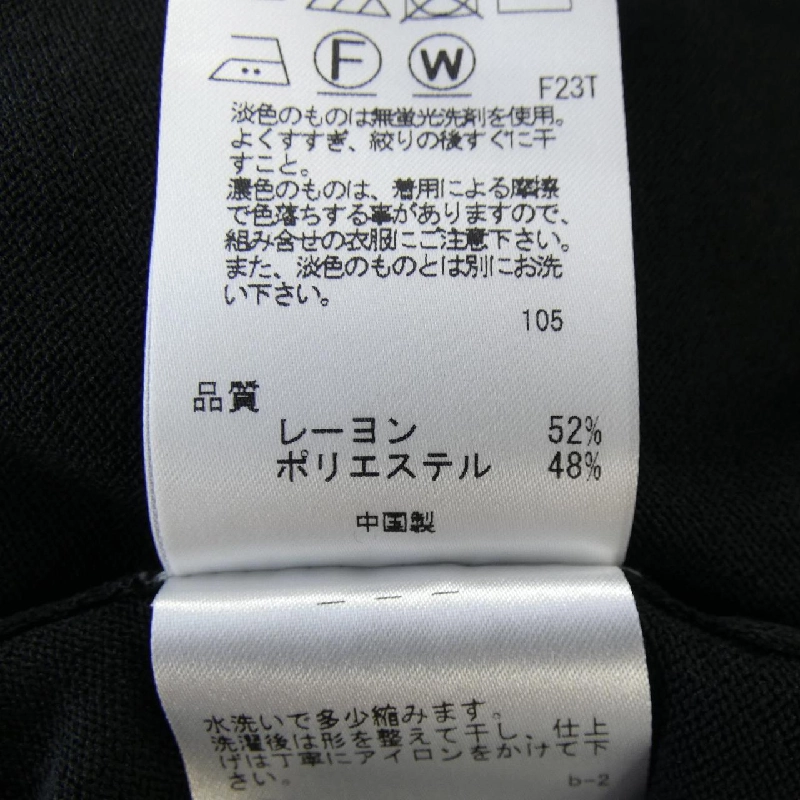 F W
F23T
淡色のものは無蛍光洗剤を使用。
よくすすぎ、絞りの後すぐに干
すこと。
濃色のものは、着用による摩擦
で色落ちする事がありますので、
組み合せの衣服にご注意下さい。
また、淡色のものとは別にお洗
い下さい。
105
品質
レーヨン 52%
ポリエステル 48%
中国製
水洗いで多少縮みます。
洗濯後は形を整えて干し、仕上
げは丁寧にアイロンをかけて下
さい。
b-2